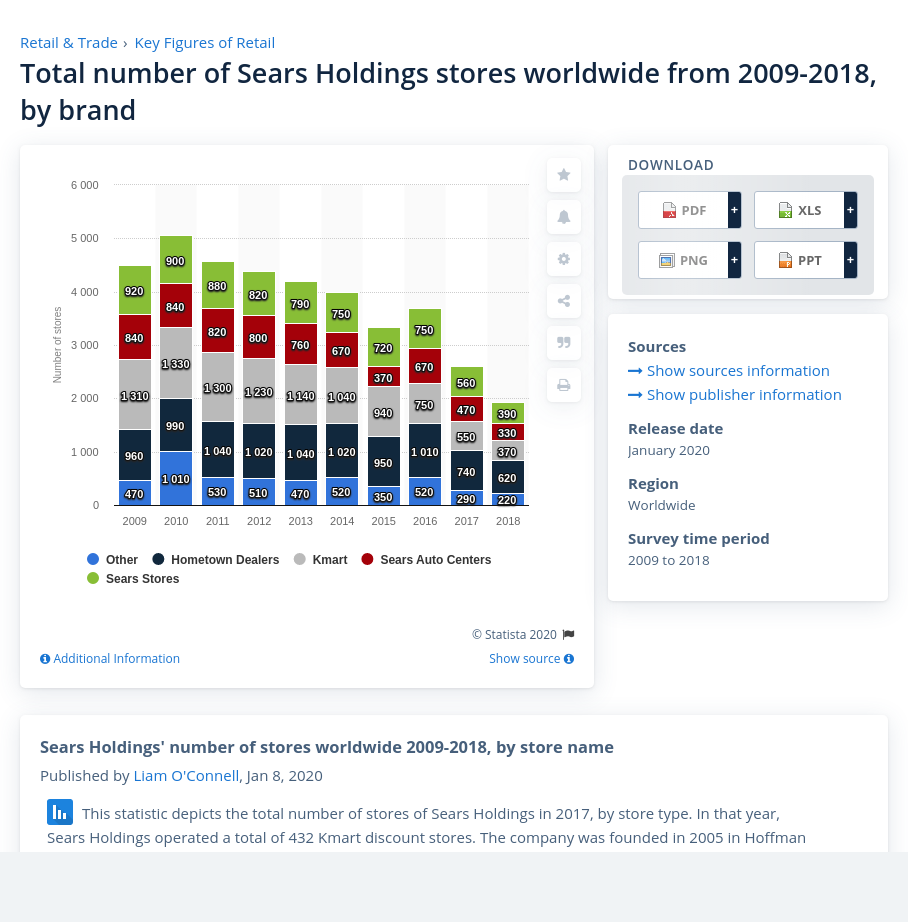 Retail & Trade › Key Figures of Retail
Total number of Sears Holdings stores worldwide from 2009-2018,
by brand
6 000
5 000
4 000
3 000
2 000
1 000
0
Number of stores
920 900 880 820 790 750 720 750 560 390
840 840 820 800 760 670 370 670 470 330
1 310 1 330 1 300 1 230 1 140 1 040 940 750 550 370
960 990 1 040 1 020 1 040 1 020 950 1 010 740 620
470 1 010 530 510 470 520 350 520 290 220
2009 2010 2011 2012 2013 2014 2015 2016 2017 2018
Other Hometown Dealers Kmart Sears Auto Centers
Sears Stores
© Statista 2020
Additional Information Show source
DOWNLOAD
PDF + XLS +
PNG + PPT +
Sources
Show sources information
Show publisher information
Release date
January 2020
Region
Worldwide
Survey time period
2009 to 2018
Sears Holdings' number of stores worldwide 2009-2018, by store name
Published by Liam O'Connell, Jan 8, 2020
This statistic depicts the total number of stores of Sears Holdings in 2017, by store type. In that year,
Sears Holdings operated a total of 432 Kmart discount stores. The company was founded in 2005 in Hoffman